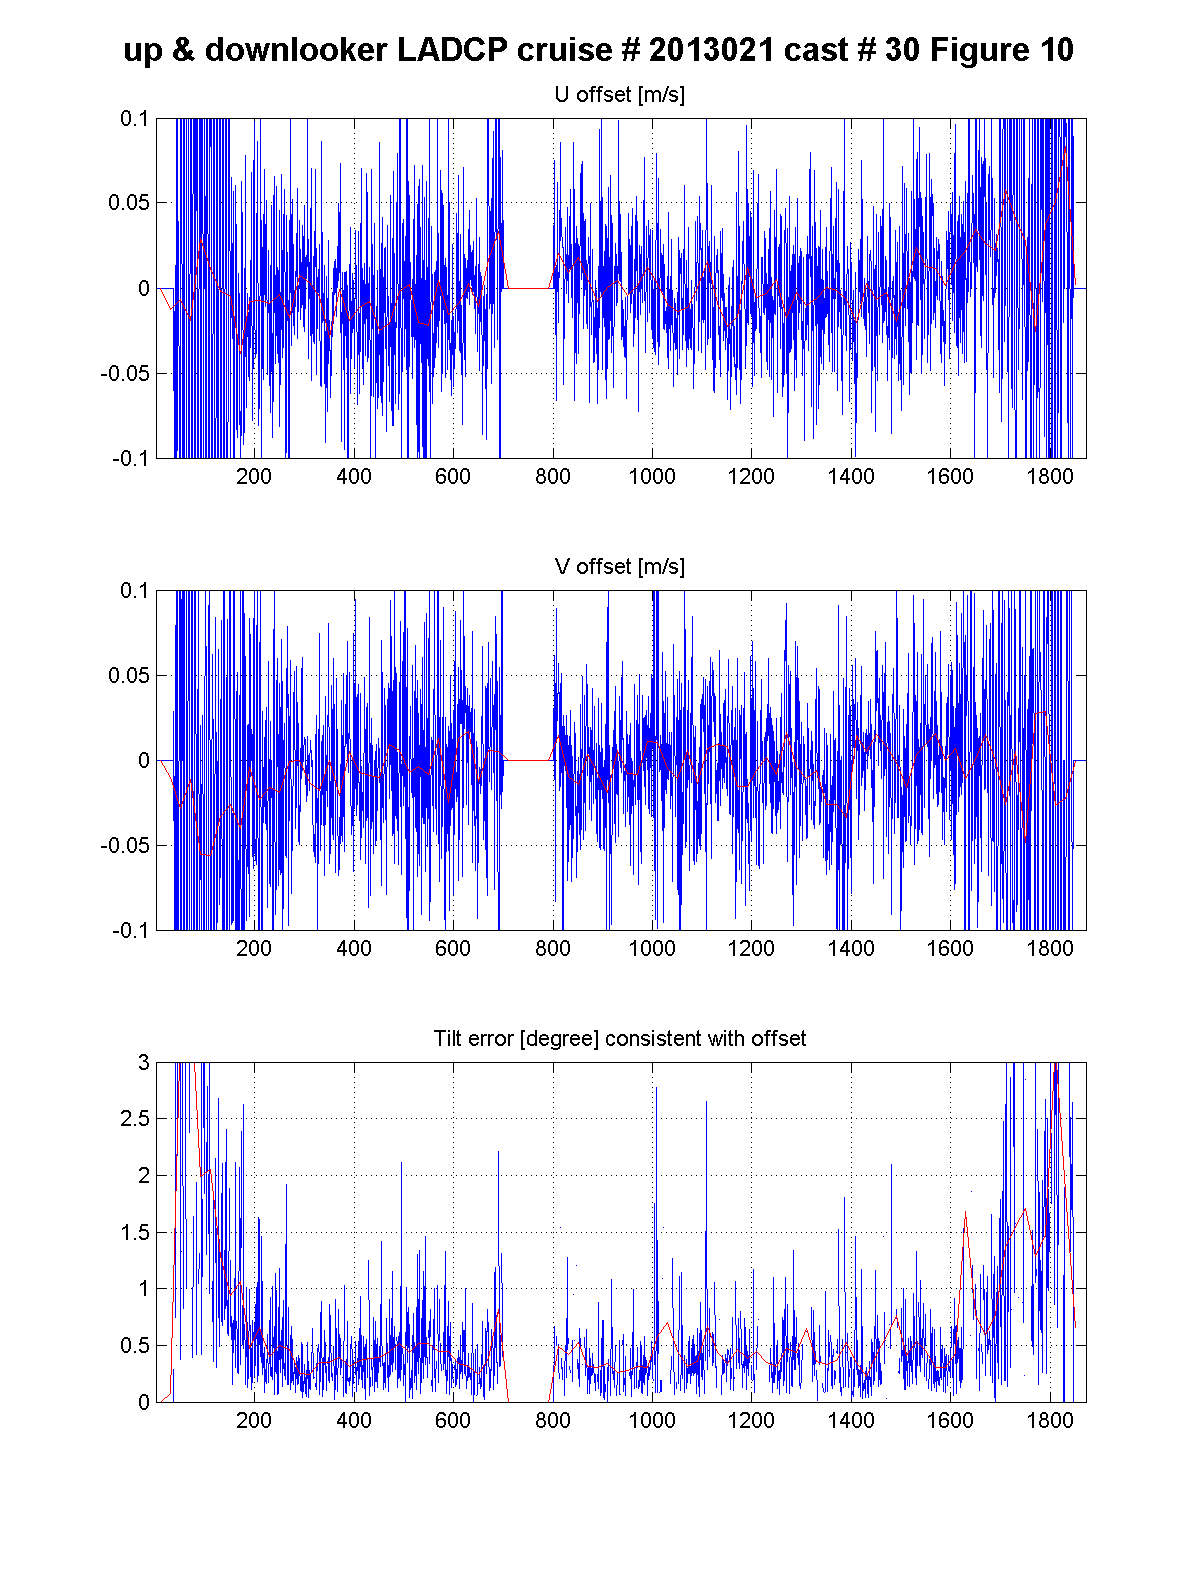 up & downlooker LADCP cruise # 2013021 cast # 30 Figure 10
U offset [m/s]
0.1
0.05
0
-0.05
-0.1
200 400 600 800 1000 1200 1400 1600 1800
V offset [m/s]
0.1
0.05
0
-0.05
-0.1
200 400 600 800 1000 1200 1400 1600 1800
Tilt error [degree] consistent with offset
3
2.5
2
1.5
1
0.5
0
200 400 600 800 1000 1200 1400 1600 1800